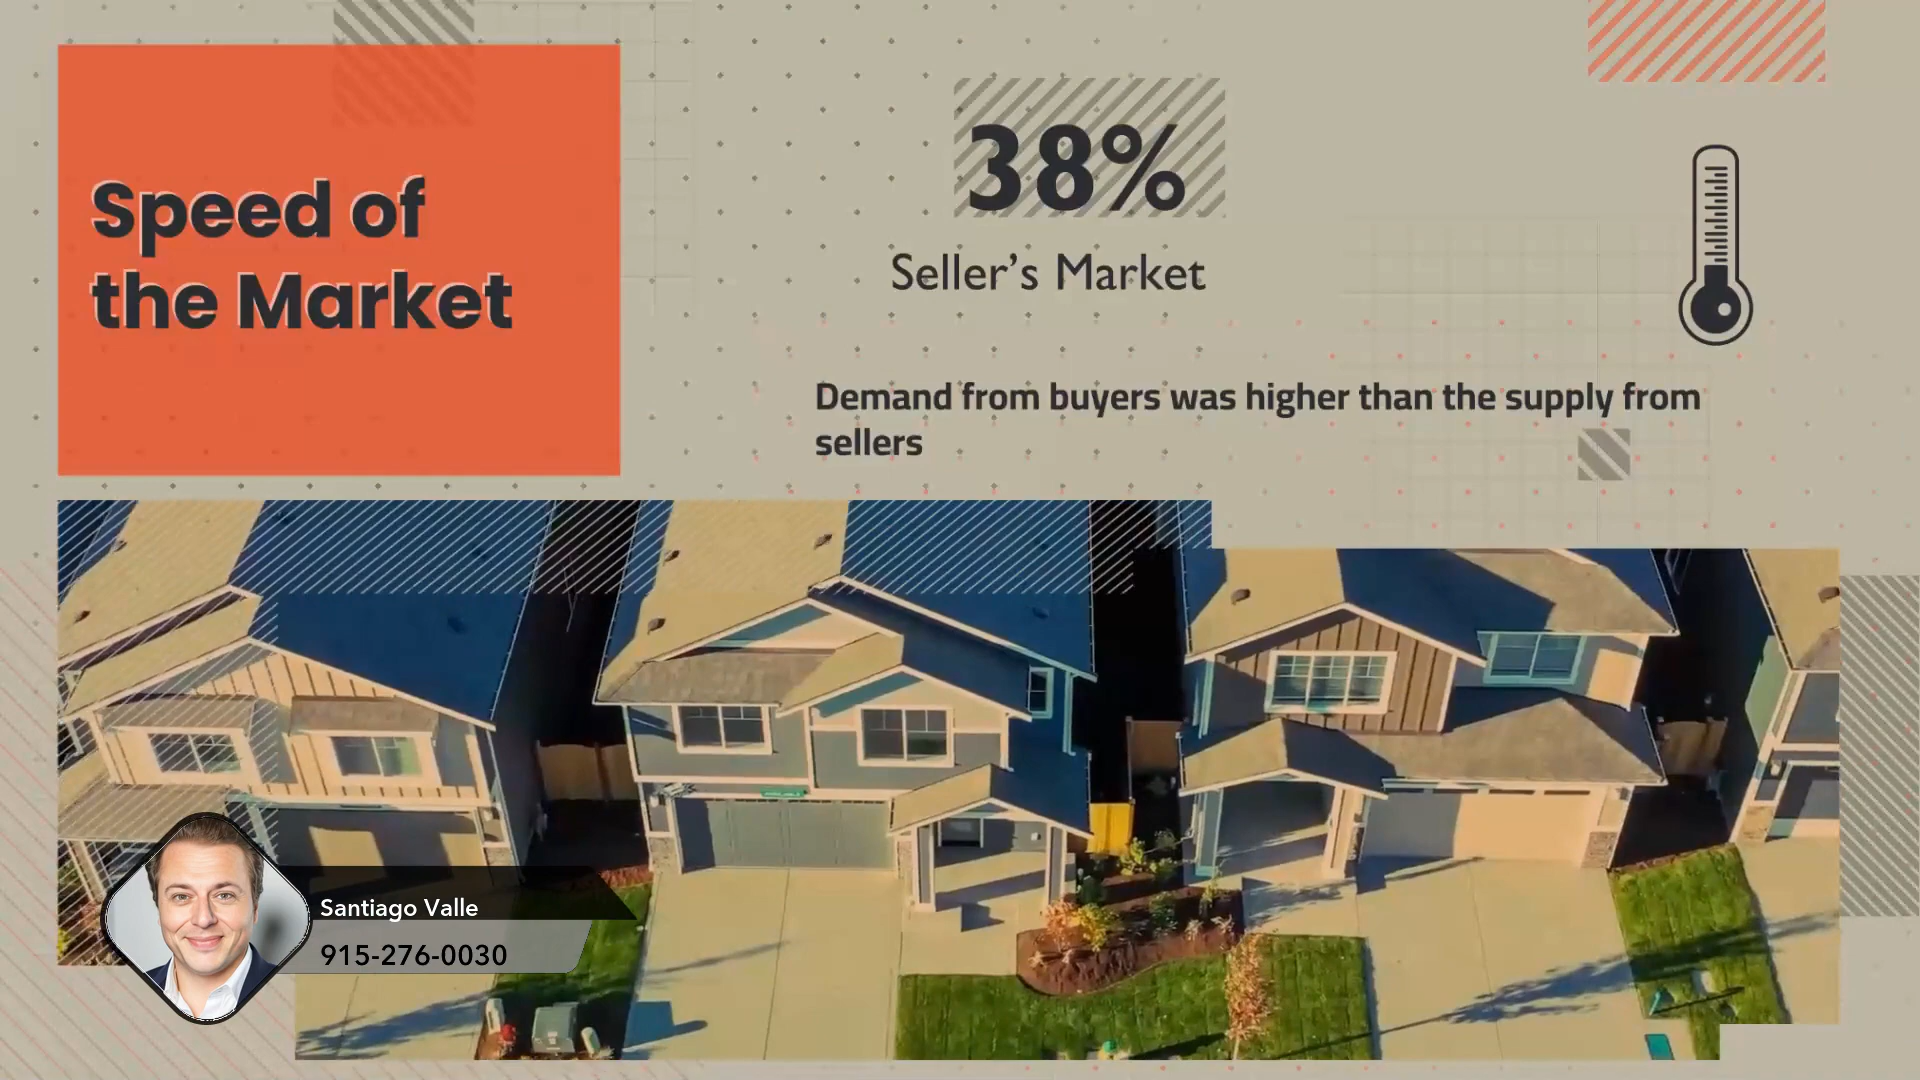 Speed of
the Market
38%
Seller's Market
Demand from buyers was higher than the supply from
sellers
Santiago Valle
915-276-0030